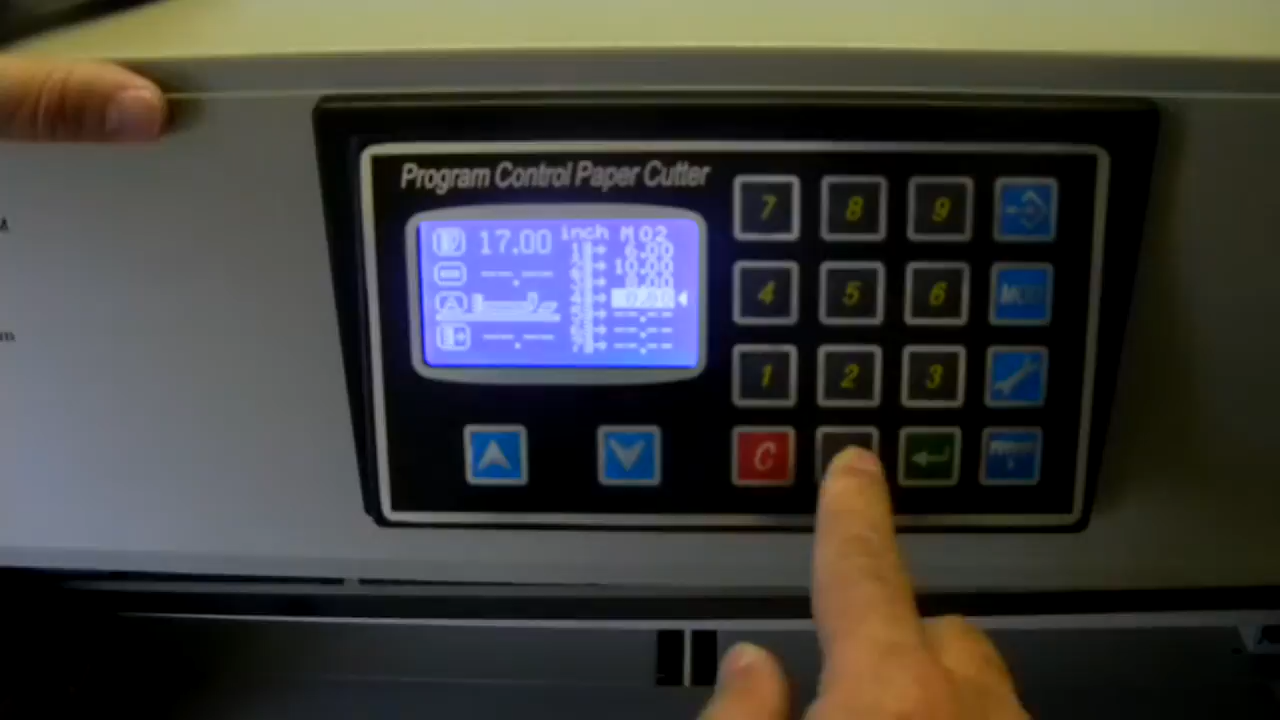 Program Control Paper Cutter
17.00 inch M 02
10.00
0.00
7 8 9
4 5 6
1 2 3
C
m